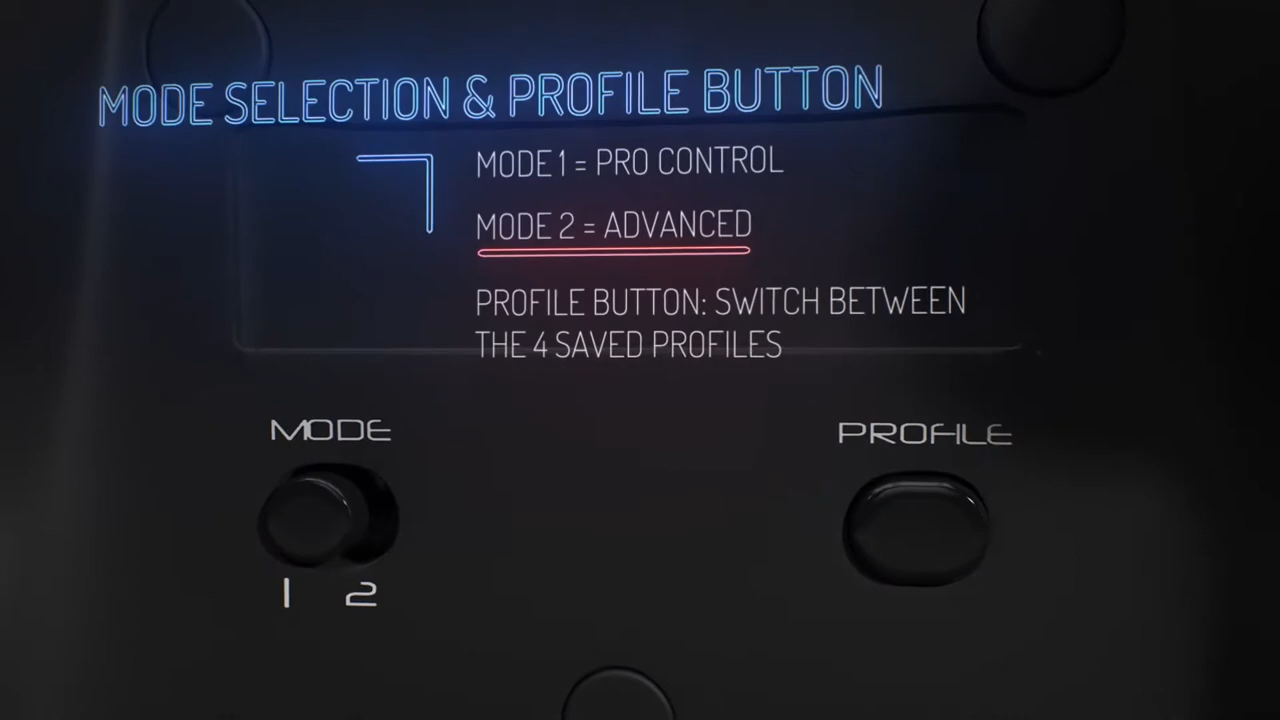 MODE SELECTION & PROFILE BUTTON
MODE 1 = PRO CONTROL
MODE 2 = ADVANCED
PROFILE BUTTON: SWITCH BETWEEN
THE 4 SAVED PROFILES
MODE
PROFILE
1 2